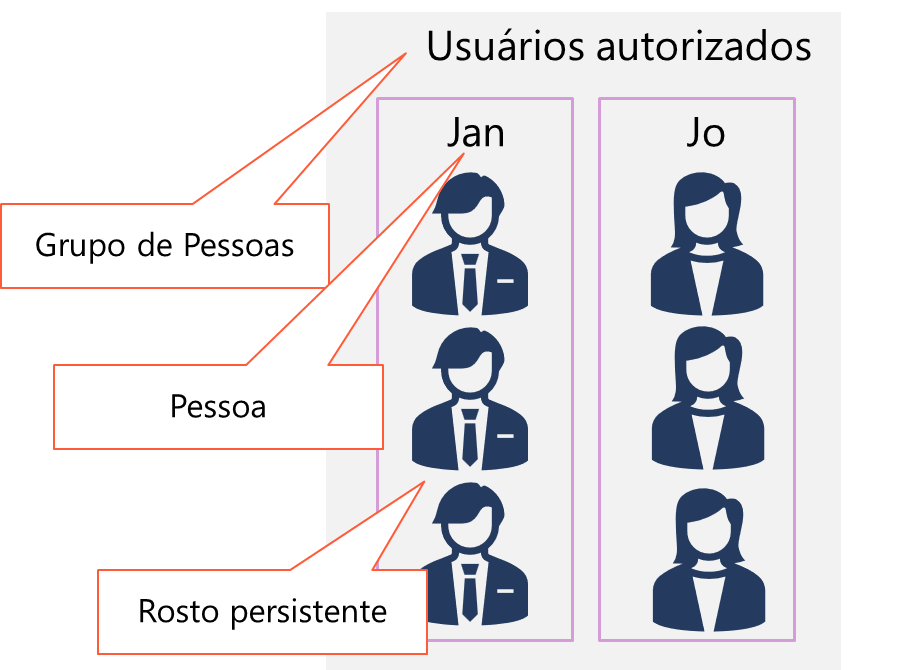 Usuários autorizados
Jan
Jo
Grupo de Pessoas
Pessoa
Rosto persistente